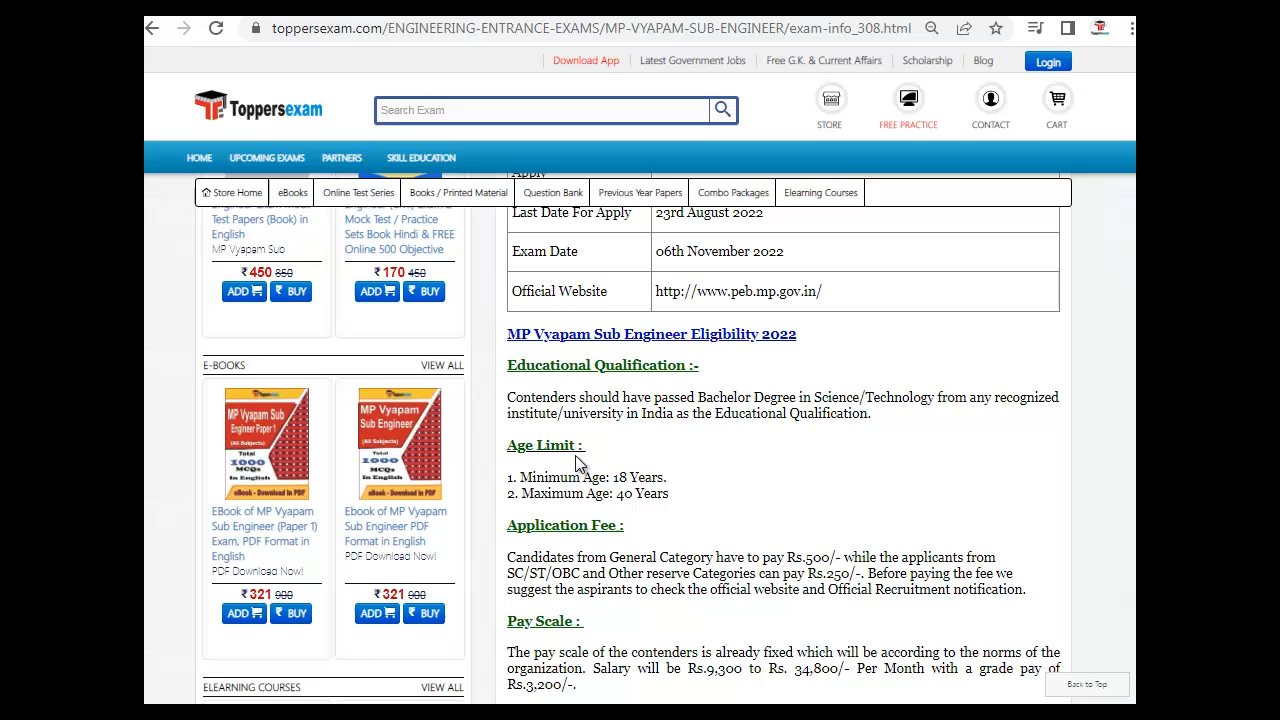 toppersexam.com/ENGINEERING-ENTRANCE-EXAMS/MP-VYAPAM-SUB-ENGINEER/exam-info_308.html
Download App
Latest Government Jobs
Free G.K. & Current Affairs
Scholarship
Blog
Login
Toppersexam
Search Exam
STORE
FREE PRACTICE
CONTACT
CART
HOME
UPCOMING EXAMS
PARTNERS
SKILL EDUCATION
Store Home
eBooks
Online Test Series
Books / Printed Material
Question Bank
Previous Year Papers
Combo Packages
Elearning Courses
Test Papers (Book) in
English
MP Vyapam Sub
₹ 450 850
ADD
₹ BUY
Mock Test / Practice
Sets Book Hindi & FREE
Online 500 Objective
₹ 170 450
ADD
₹ BUY
E-BOOKS
VIEW ALL
MP Vyapam Sub
Engineer Paper 1
(All Subjects)
Total
1000
MCQs
In English
eBook - Download in PDF
MP Vyapam
Sub Engineer
(All Subjects)
Total
1000
MCQs
In English
eBook - Download in PDF
EBook of MP Vyapam
Sub Engineer (Paper 1)
Exam, PDF Format in
English
PDF Download Now!
₹ 321 900
ADD
₹ BUY
Ebook of MP Vyapam
Sub Engineer PDF
Format in English
PDF Download Now!
₹ 321 900
ADD
₹ BUY
ELEARNING COURSES
VIEW ALL
Apply
Last Date For Apply
23rd August 2022
Exam Date
06th November 2022
Official Website
http://www.peb.mp.gov.in/
MP Vyapam Sub Engineer Eligibility 2022
Educational Qualification :-
Contenders should have passed Bachelor Degree in Science/Technology from any recognized
institute/university in India as the Educational Qualification.
Age Limit :
1. Minimum Age: 18 Years.
2. Maximum Age: 40 Years
Application Fee :
Candidates from General Category have to pay Rs.500/- while the applicants from
SC/ST/OBC and Other reserve Categories can pay Rs.250/-. Before paying the fee we
suggest the aspirants to check the official website and Official Recruitment notification.
Pay Scale :
The pay scale of the contenders is already fixed which will be according to the norms of the
organization. Salary will be Rs.9,300 to Rs. 34,800/- Per Month with a grade pay of
Rs.3,200/-.
Back to Top